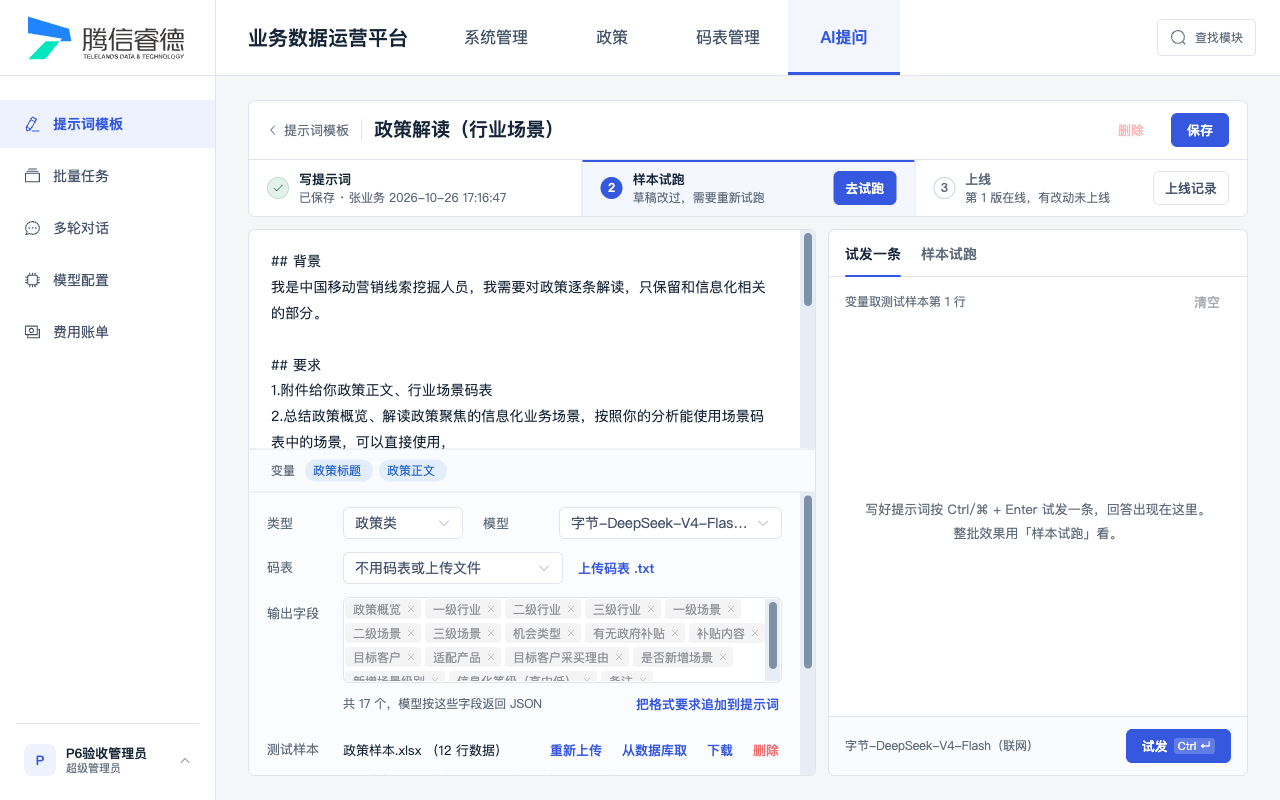 腾信睿德
TELELANDS DATA & TECHNOLOGY
业务数据运营平台
系统管理
政策
码表管理
AI提问
查找模块
提示词模板
批量任务
多轮对话
模型配置
费用账单
P
P6验收管理员
超级管理员
提示词模板
政策解读（行业场景）
删除
保存
写提示词
已保存 · 张业务 2026-10-26 17:16:47
2
样本试跑
草稿改过，需要重新试跑
去试跑
3
上线
第 1 版在线，有改动未上线
上线记录
## 背景
我是中国移动营销线索挖掘人员，我需要对政策逐条解读，只保留和信息化相关
的部分。
## 要求
1.附件给你政策正文、行业场景码表
2.总结政策概览、解读政策聚焦的信息化业务场景，按照你的分析能使用场景码
表中的场景，可以直接使用，
变量 政策标题 政策正文
类型 政策类 模型 字节-DeepSeek-V4-Flas...
码表 不用码表或上传文件 上传码表 .txt
输出字段
政策概览 × 一级行业 × 二级行业 × 三级行业 × 一级场景 ×
二级场景 × 三级场景 × 机会类型 × 有无政府补贴 × 补贴内容 ×
目标客户 × 适配产品 × 目标客户采买理由 × 是否新增场景 ×
新增场景级别 × 信息化等级（高中低） × 备注 ×
共 17 个，模型按这些字段返回 JSON
把格式要求追加到提示词
测试样本 政策样本.xlsx （12 行数据） 重新上传 从数据库取 下载 删除
试发一条
样本试跑
变量取测试样本第 1 行
清空
写好提示词按 Ctrl/⌘ + Enter 试发一条，回答出现在这里。
整批效果用「样本试跑」看。
字节-DeepSeek-V4-Flash（联网）
试发 Ctrl ↵